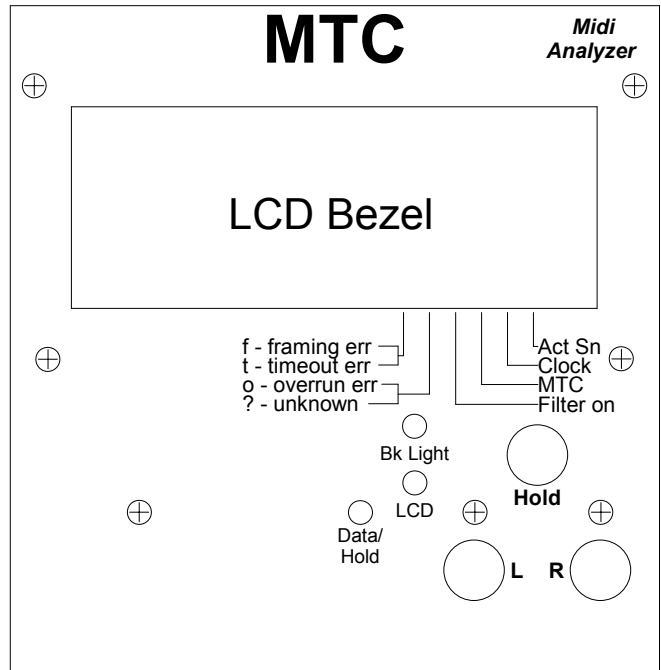 MTC
Midi
Analyzer
LCD Bezel
f - framing err
t - timeout err
o - overrun err
? - unknown
Act Sn
Clock
MTC
Filter on
Bk Light
LCD
Hold
Data/
Hold
L
R